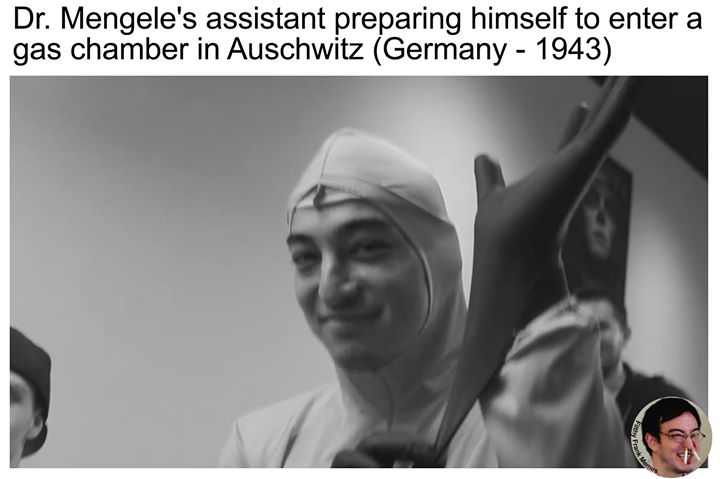 Dr. Mengele's assistant preparing himself to enter a
gas chamber in Auschwitz (Germany - 1943)
Filthy Frank Memes